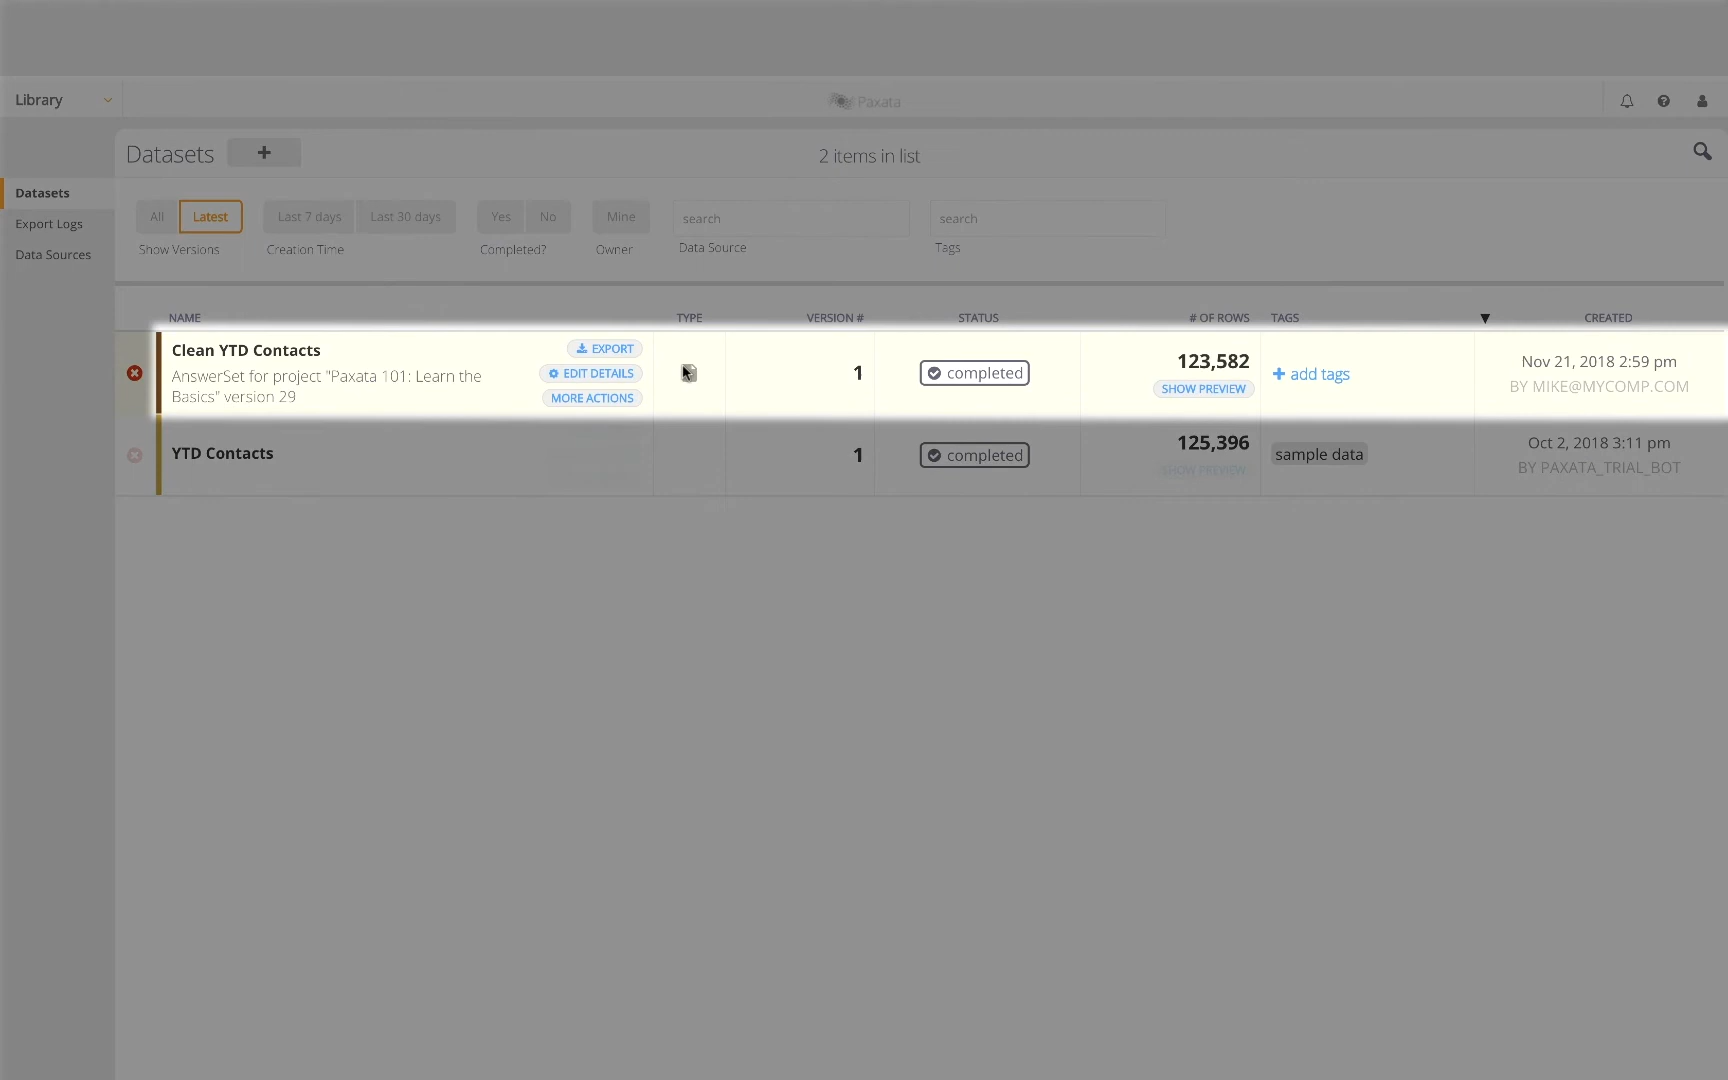 Library
Paxata
Datasets
+
2 items in list
Datasets
Export Logs
Data Sources
All
Latest
Last 7 days
Last 30 days
Yes
No
Mine
search
search
Show Versions
Creation Time
Completed?
Owner
Data Source
Tags
NAME
TYPE
VERSION #
STATUS
# OF ROWS
TAGS
CREATED
Clean YTD Contacts
AnswerSet for project "Paxata 101: Learn the
Basics" version 29
EXPORT
EDIT DETAILS
MORE ACTIONS
1
completed
123,582
SHOW PREVIEW
+ add tags
Nov 21, 2018 2:59 pm
BY MIKE@MYCOMP.COM
YTD Contacts
1
completed
125,396
SHOW PREVIEW
sample data
Oct 2, 2018 3:11 pm
BY PAXATA_TRIAL_BOT